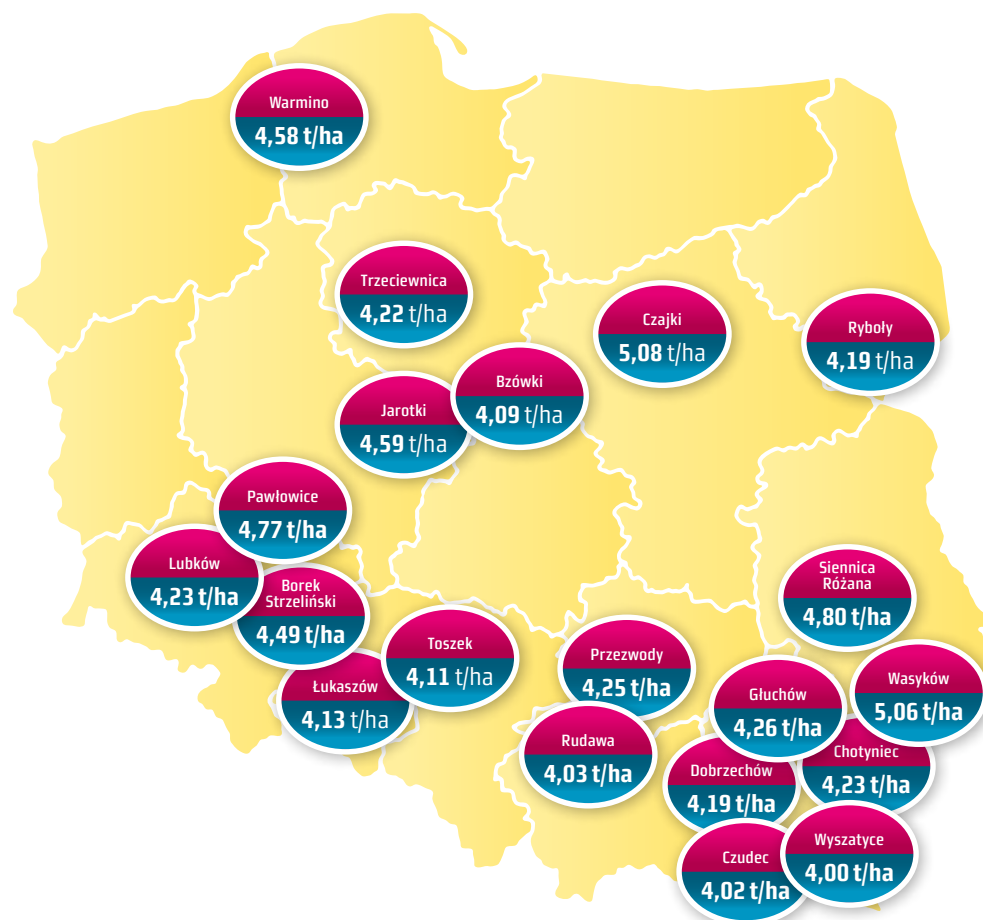 Warmino
4,58 t/ha
Trzeciewnica
4,22 t/ha
Czajki
5,08 t/ha
Ryboły
4,19 t/ha
Bzówki
4,09 t/ha
Jarotki
4,59 t/ha
Pawłowice
4,77 t/ha
Lubków
4,23 t/ha
Borek
Strzeliński
4,49 t/ha
Siennica
Różana
4,80 t/ha
Toszek
4,11 t/ha
Przezwody
4,25 t/ha
Łukaszów
4,13 t/ha
Głuchów
4,26 t/ha
Wasyków
5,06 t/ha
Rudawa
4,03 t/ha
Dobrzechów
4,19 t/ha
Chotyniec
4,23 t/ha
Czudec
4,02 t/ha
Wyszatyce
4,00 t/ha